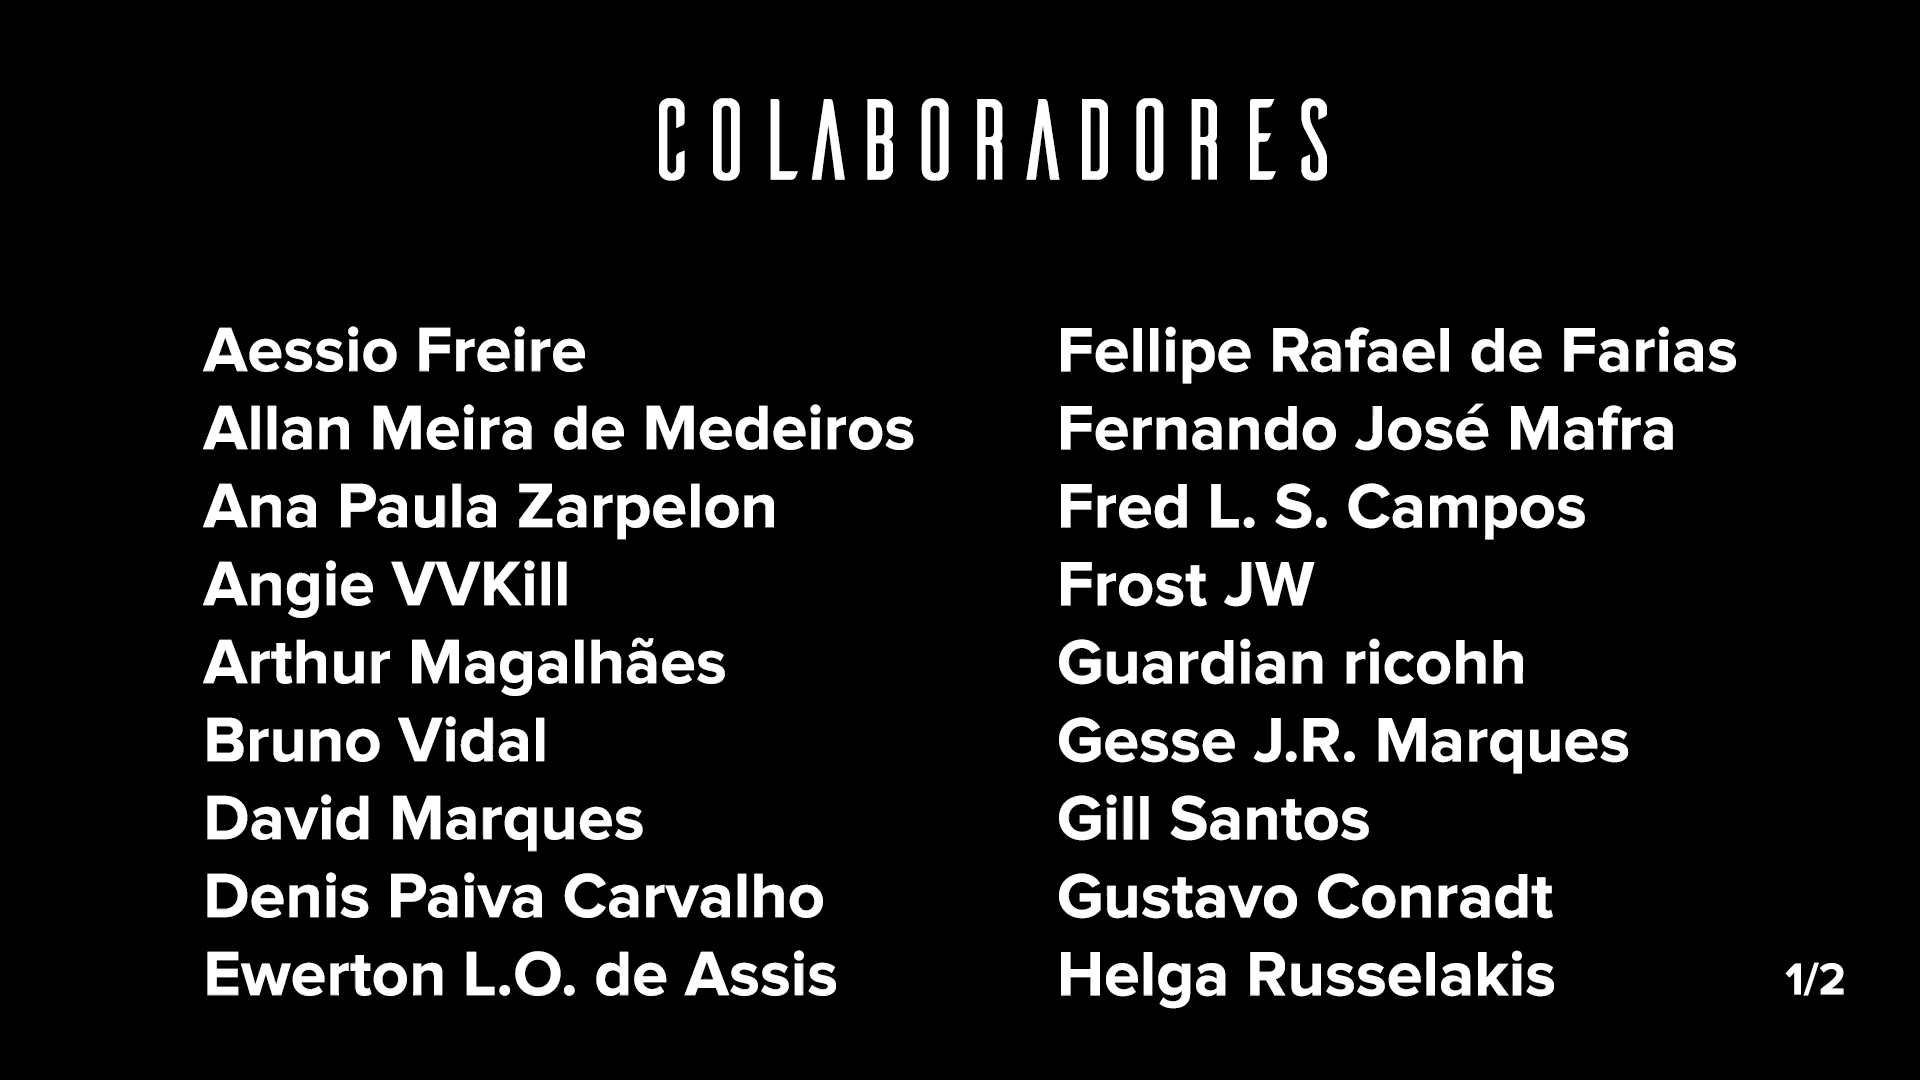 COLABORADORES
Aessio Freire
Allan Meira de Medeiros
Ana Paula Zarpelon
Angie VVKill
Arthur Magalhães
Bruno Vidal
David Marques
Denis Paiva Carvalho
Ewerton L.O. de Assis
Fellipe Rafael de Farias
Fernando José Mafra
Fred L. S. Campos
Frost JW
Guardian ricohh
Gesse J.R. Marques
Gill Santos
Gustavo Conradt
Helga Russelakis
1/2